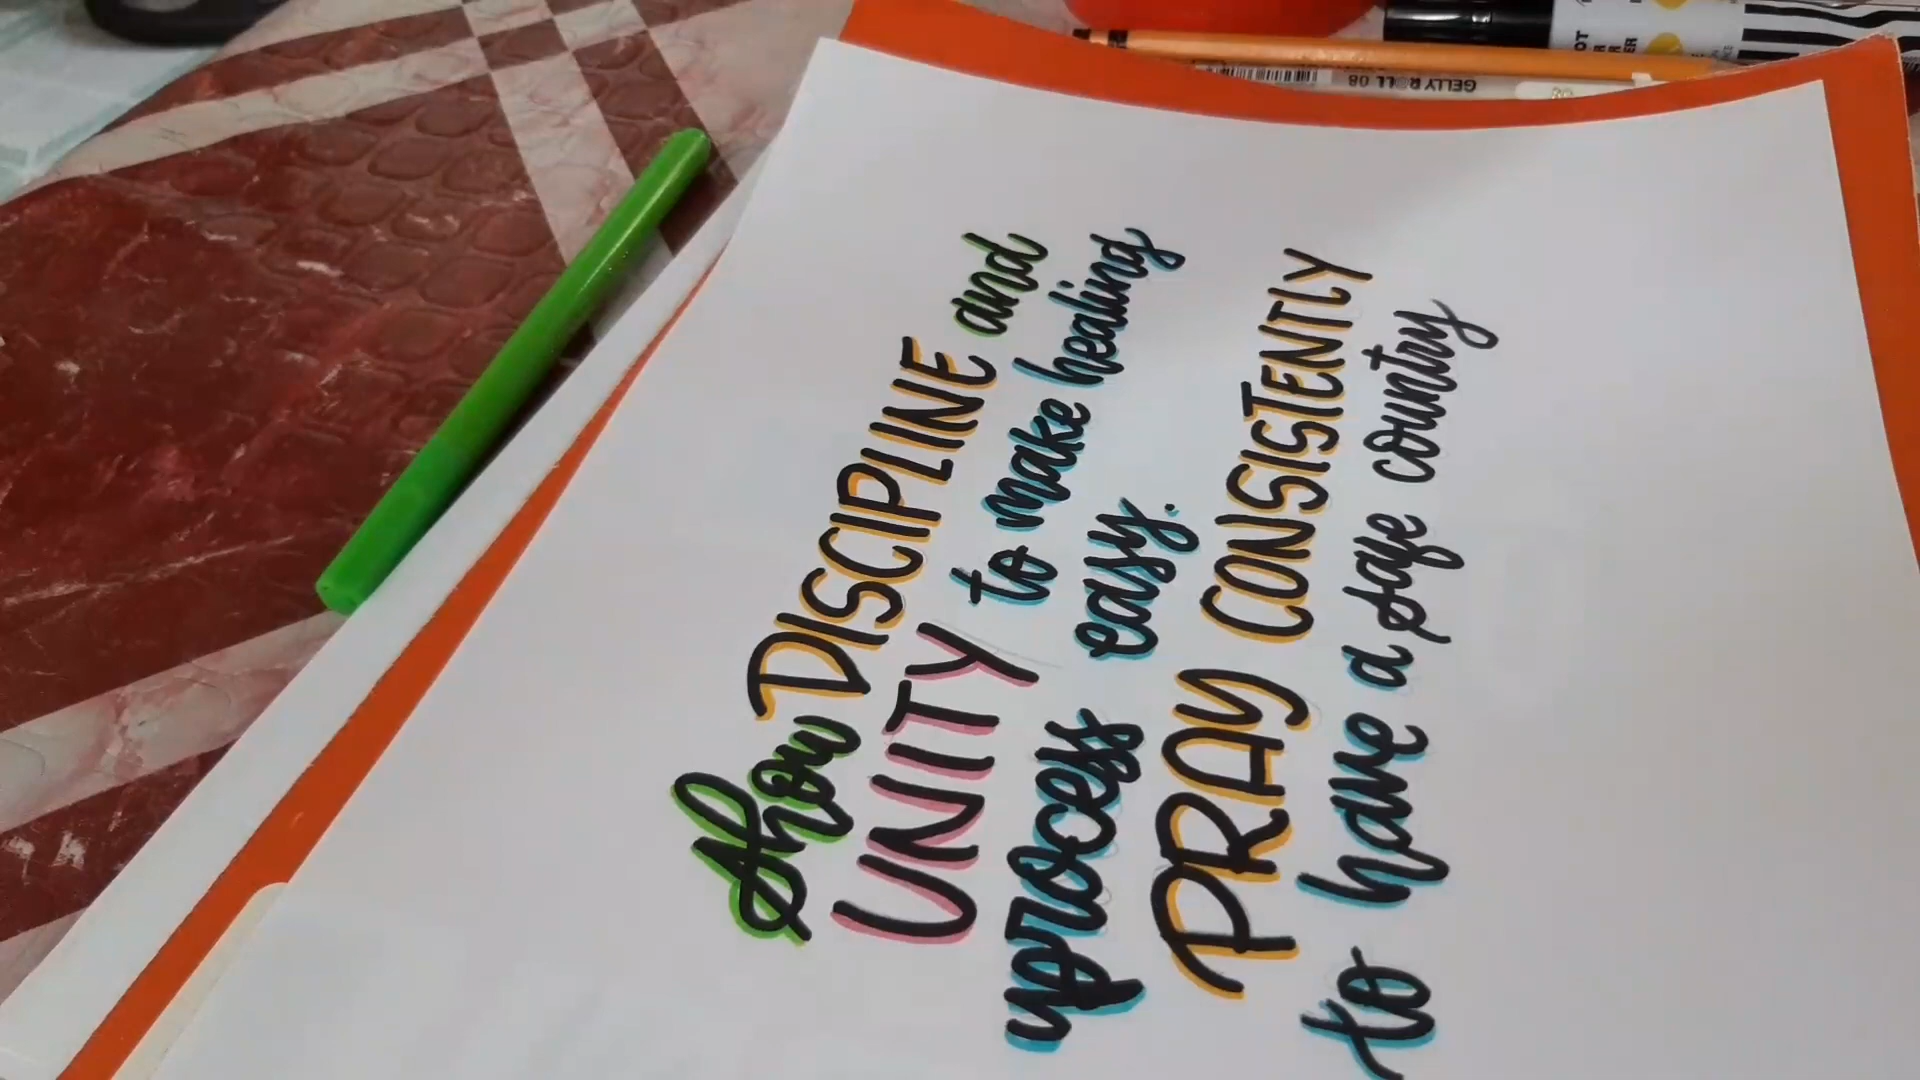 Show DISCIPLINE and
UNITY to make healing
process easy.
PRAY CONSISTENTLY
to have a safe country
GELLY ROLL 08